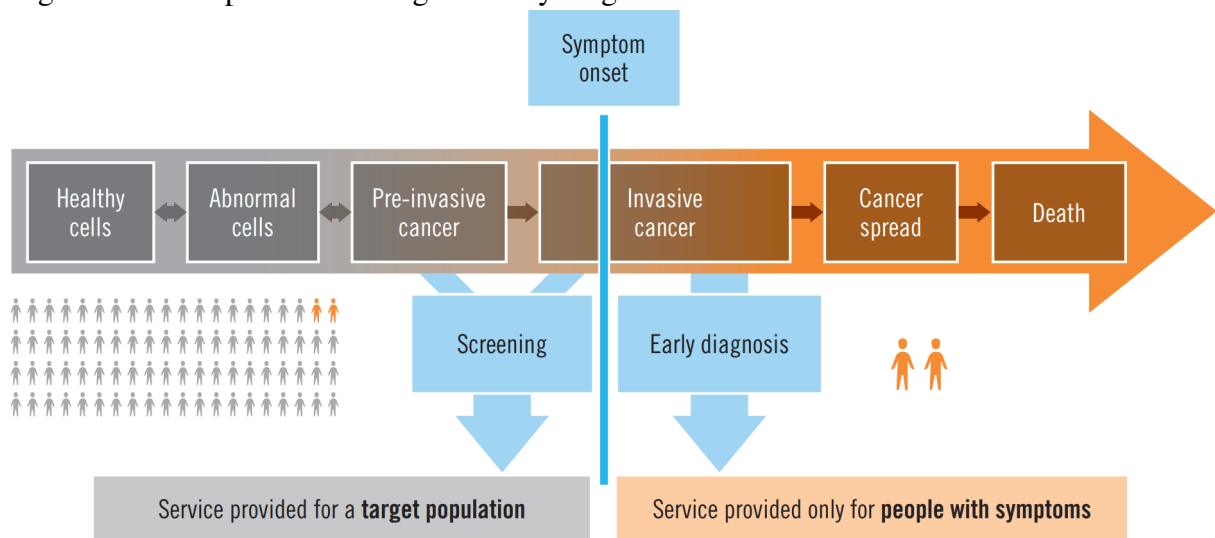 Symptom
onset
Healthy
cells
Abnormal
cells
Pre-invasive
cancer
Invasive
cancer
Cancer
spread
Death
Screening
Early diagnosis
Service provided for a target population
Service provided only for people with symptoms